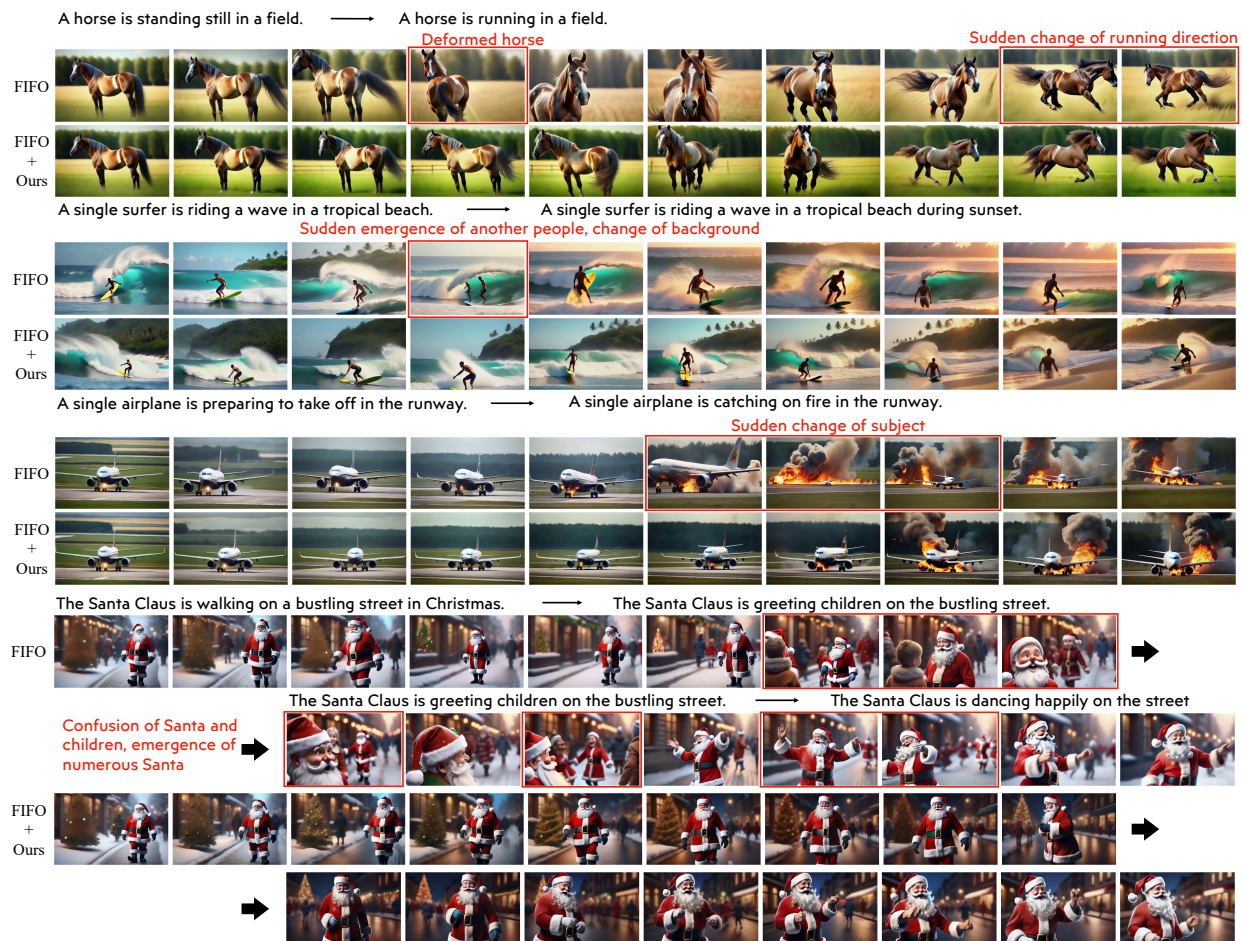 A horse is standing still in a field. ⟶ A horse is running in a field.
Deformed horse
Sudden change of running direction
FIFO
FIFO
+
Ours
A single surfer is riding a wave in a tropical beach. ⟶ A single surfer is riding a wave in a tropical beach during sunset.
Sudden emergence of another people, change of background
FIFO
FIFO
+
Ours
A single airplane is preparing to take off in the runway. ⟶ A single airplane is catching on fire in the runway.
Sudden change of subject
FIFO
FIFO
+
Ours
The Santa Claus is walking on a bustling street in Christmas. ⟶ The Santa Claus is greeting children on the bustling street.
FIFO
The Santa Claus is greeting children on the bustling street. ⟶ The Santa Claus is dancing happily on the street
Confusion of Santa and
children, emergence of
numerous Santa
FIFO
+
Ours